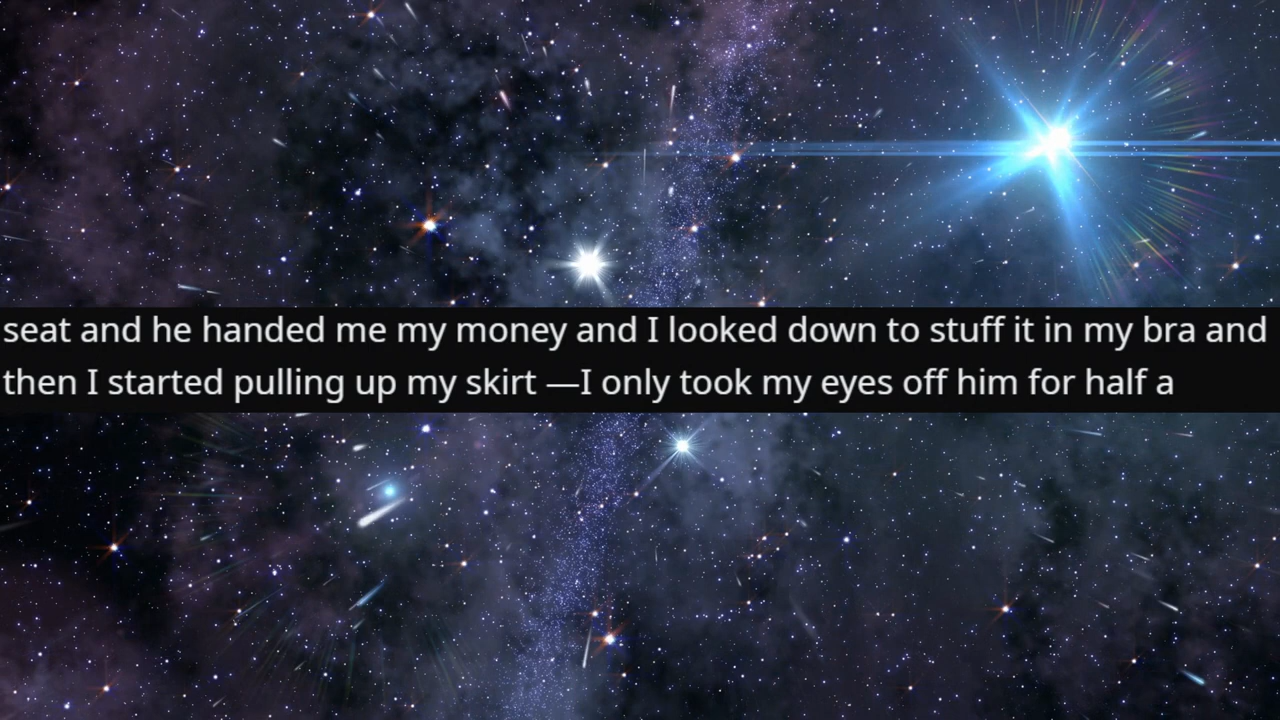 seat and he handed me my money and I looked down to stuff it in my bra and
then I started pulling up my skirt —I only took my eyes off him for half a